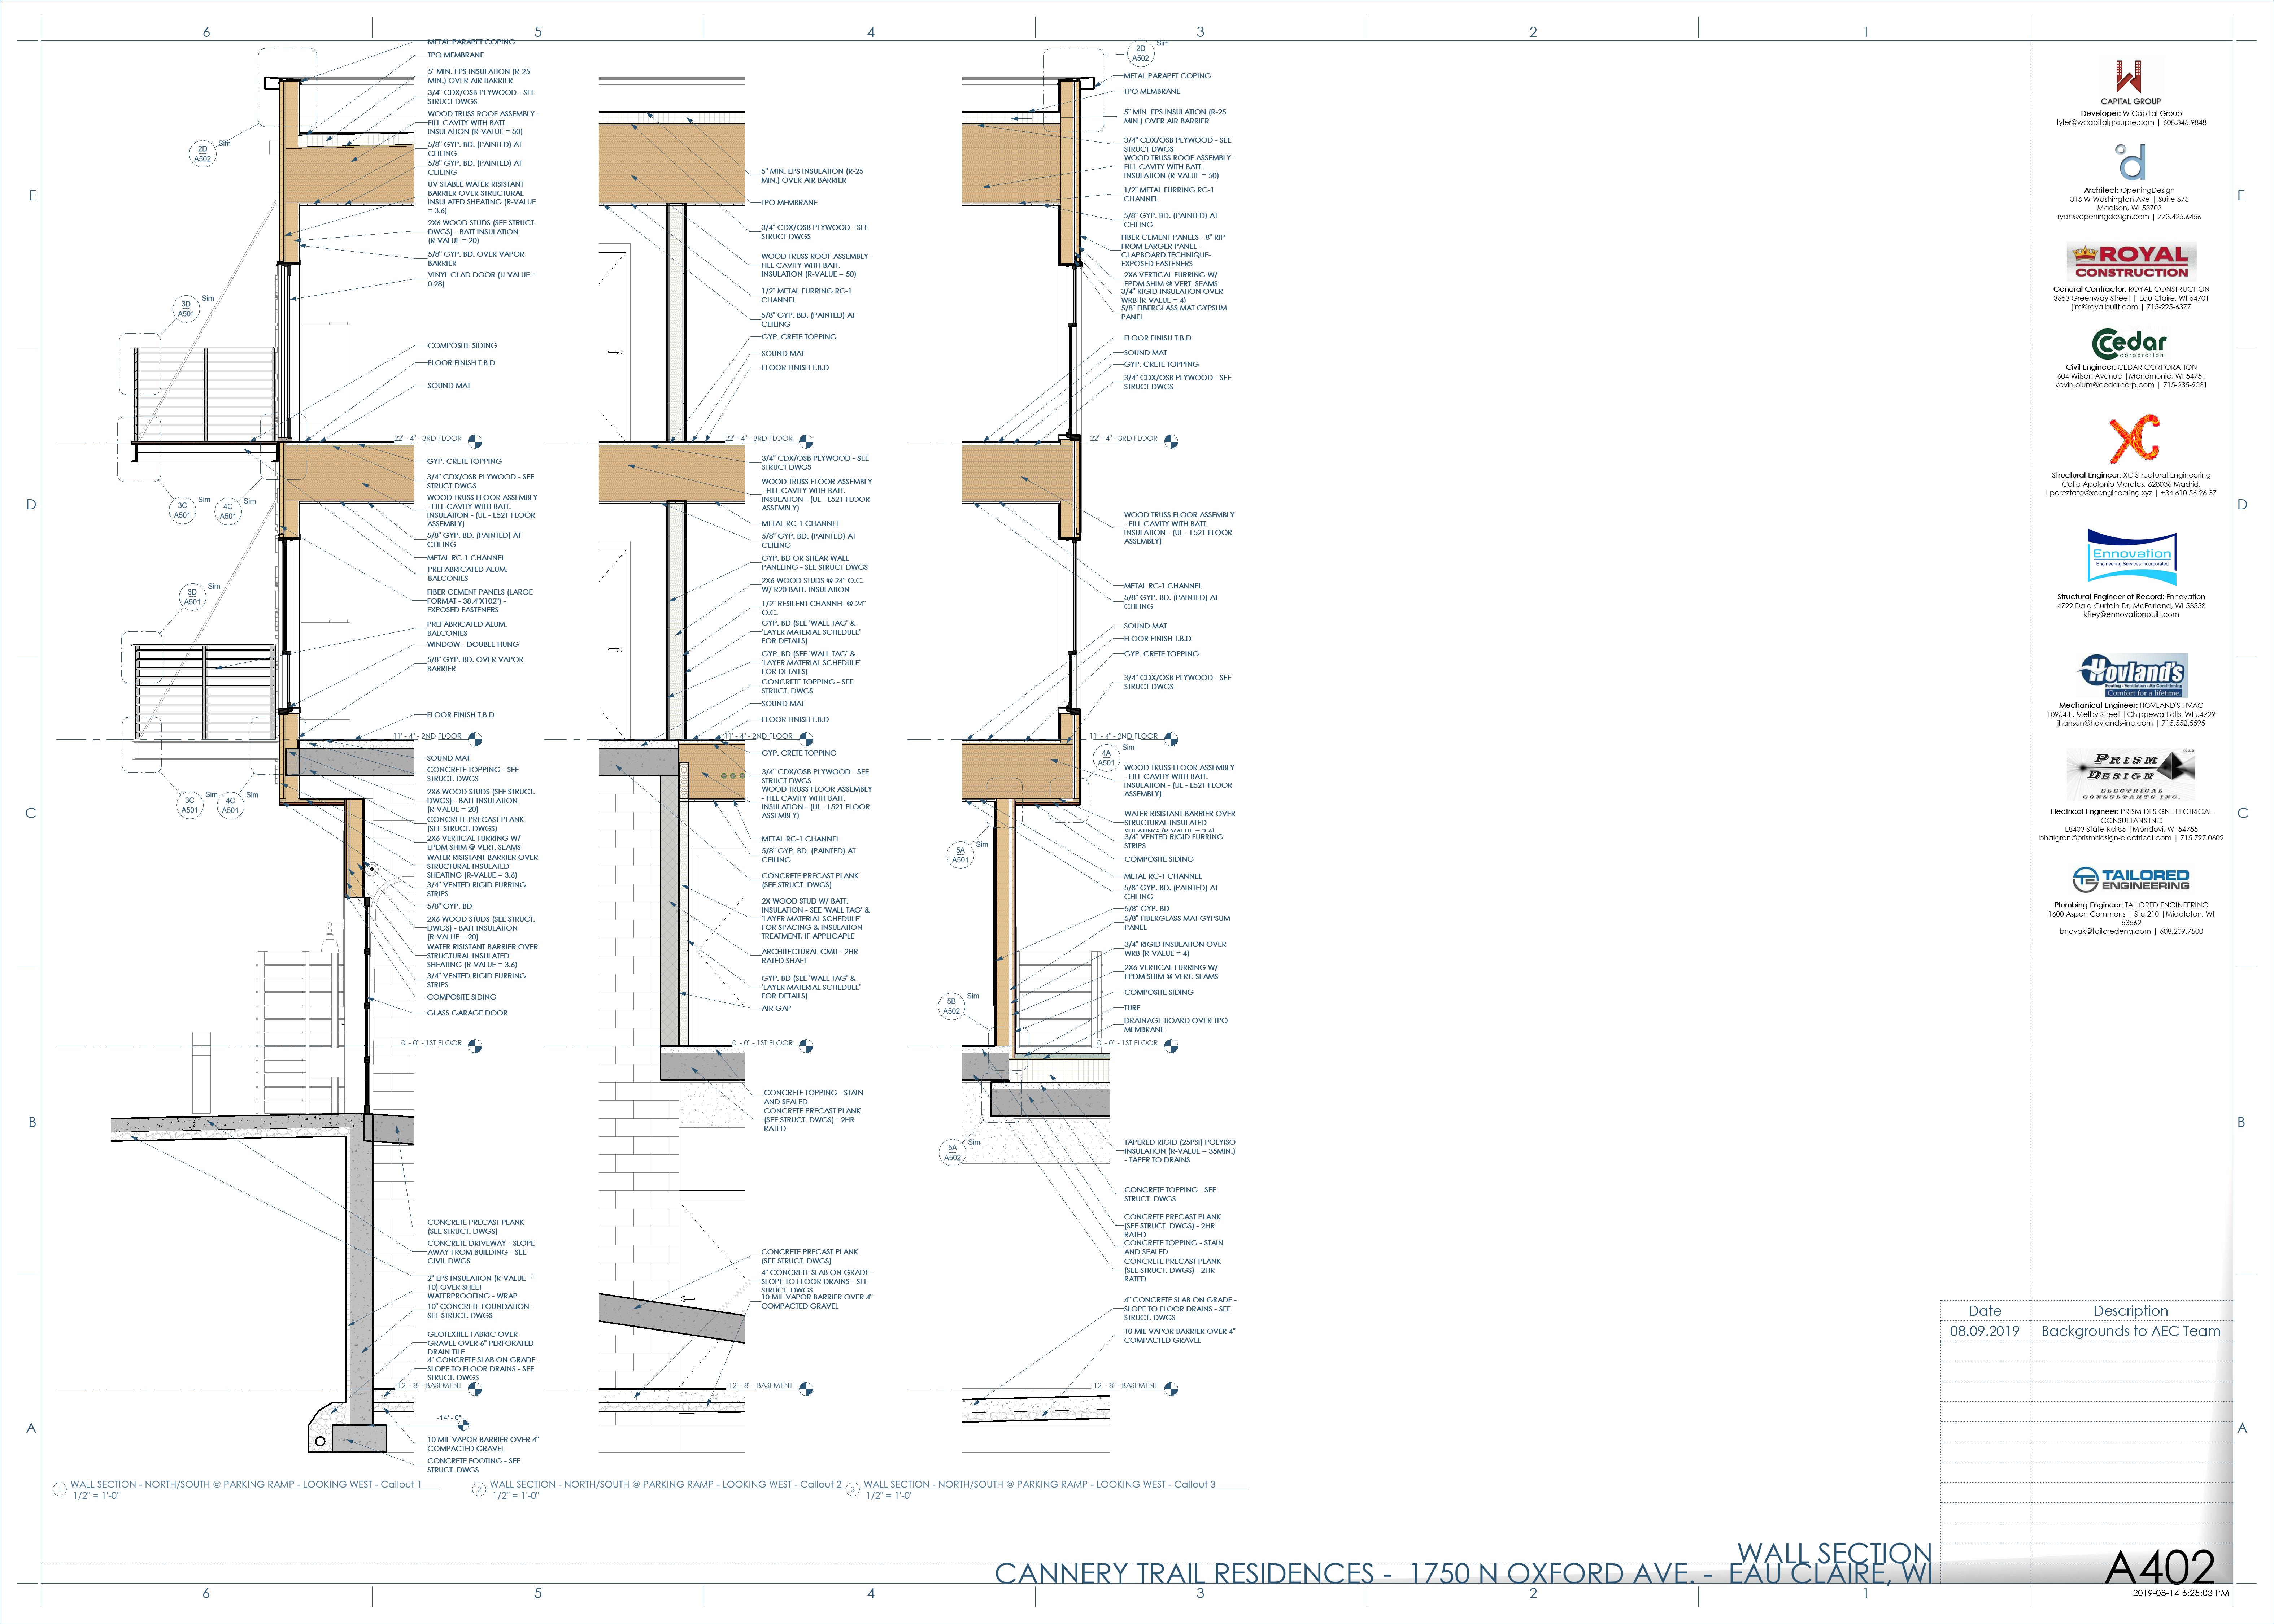 6
5
4
3
2
1
E
D
C
B
A
METAL PARAPET COPING
TPO MEMBRANE
5" MIN. EPS INSULATION (R-25
MIN.) OVER AIR BARRIER
3/4" CDX/OSB PLYWOOD - SEE
STRUCT DWGS
WOOD TRUSS ROOF ASSEMBLY -
FILL CAVITY WITH BATT.
INSULATION (R-VALUE = 50)
5/8" GYP. BD. (PAINTED) AT
CEILING
5/8" GYP. BD. (PAINTED) AT
CEILING
UV STABLE WATER RISISTANT
BARRIER OVER STRUCTURAL
INSULATED SHEATING (R-VALUE
= 3.6)
2X6 WOOD STUDS (SEE STRUCT.
DWGS) - BATT INSULATION
(R-VALUE = 20)
5/8" GYP. BD. OVER VAPOR
BARRIER
VINYL CLAD DOOR (U-VALUE =
0.28)
COMPOSITE SIDING
FLOOR FINISH T.B.D
SOUND MAT
22' - 4" - 3RD FLOOR
GYP. CRETE TOPPING
3/4" CDX/OSB PLYWOOD - SEE
STRUCT DWGS
WOOD TRUSS FLOOR ASSEMBLY
- FILL CAVITY WITH BATT.
INSULATION - (UL - L521 FLOOR
ASSEMBLY)
5/8" GYP. BD. (PAINTED) AT
CEILING
METAL RC-1 CHANNEL
PREFABRICATED ALUM.
BALCONIES
FIBER CEMENT PANELS (LARGE
FORMAT - 38.4"X102") -
EXPOSED FASTENERS
PREFABRICATED ALUM.
BALCONIES
WINDOW - DOUBLE HUNG
5/8" GYP. BD. OVER VAPOR
BARRIER
FLOOR FINISH T.B.D
11' - 4" - 2ND FLOOR
SOUND MAT
CONCRETE TOPPING - SEE
STRUCT. DWGS
2X6 WOOD STUDS (SEE STRUCT.
DWGS) - BATT INSULATION
(R-VALUE = 20)
CONCRETE PRECAST PLANK
(SEE STRUCT. DWGS)
2X6 VERTICAL FURRING W/
EPDM SHIM @ VERT. SEAMS
WATER RISISTANT BARRIER OVER
STRUCTURAL INSULATED
SHEATING (R-VALUE = 3.6)
3/4" VENTED RIGID FURRING
STRIPS
5/8" GYP. BD
2X6 WOOD STUDS (SEE STRUCT.
DWGS) - BATT INSULATION
(R-VALUE = 20)
WATER RISISTANT BARRIER OVER
STRUCTURAL INSULATED
SHEATING (R-VALUE = 3.6)
3/4" VENTED RIGID FURRING
STRIPS
COMPOSITE SIDING
GLASS GARAGE DOOR
0' - 0" - 1ST FLOOR
CONCRETE PRECAST PLANK
(SEE STRUCT. DWGS)
CONCRETE DRIVEWAY - SLOPE
AWAY FROM BUILDING - SEE
CIVIL DWGS
2" EPS INSULATION (R-VALUE =
10) OVER SHEET
WATERPROOFING - WRAP
10" CONCRETE FOUNDATION -
SEE STRUCT. DWGS
GEOTEXTILE FABRIC OVER
GRAVEL OVER 6" PERFORATED
DRAIN TILE
4" CONCRETE SLAB ON GRADE -
SLOPE TO FLOOR DRAINS - SEE
STRUCT. DWGS
-12' - 8" - BASEMENT
-14' - 0"
10 MIL VAPOR BARRIER OVER 4"
COMPACTED GRAVEL
CONCRETE FOOTING - SEE
STRUCT. DWGS
2D
A502
Sim
3D
A501
Sim
3C
A501
Sim
4C
A501
Sim
3D
A501
Sim
3C
A501
Sim
4C
A501
Sim
1
WALL SECTION - NORTH/SOUTH @ PARKING RAMP - LOOKING WEST - Callout 1
1/2" = 1'-0"
5" MIN. EPS INSULATION (R-25
MIN.) OVER AIR BARRIER
TPO MEMBRANE
3/4" CDX/OSB PLYWOOD - SEE
STRUCT DWGS
WOOD TRUSS ROOF ASSEMBLY -
FILL CAVITY WITH BATT.
INSULATION (R-VALUE = 50)
1/2" METAL FURRING RC-1
CHANNEL
5/8" GYP. BD. (PAINTED) AT
CEILING
GYP. CRETE TOPPING
SOUND MAT
FLOOR FINISH T.B.D
22' - 4" - 3RD FLOOR
3/4" CDX/OSB PLYWOOD - SEE
STRUCT DWGS
WOOD TRUSS FLOOR ASSEMBLY
- FILL CAVITY WITH BATT.
INSULATION - (UL - L521 FLOOR
ASSEMBLY)
METAL RC-1 CHANNEL
5/8" GYP. BD. (PAINTED) AT
CEILING
GYP. BD OR SHEAR WALL
PANELING - SEE STRUCT DWGS
2X6 WOOD STUDS @ 24" O.C.
W/ R20 BATT. INSULATION
1/2" RESILENT CHANNEL @ 24"
O.C.
GYP. BD (SEE 'WALL TAG' &
'LAYER MATERIAL SCHEDULE'
FOR DETAILS)
GYP. BD (SEE 'WALL TAG' &
'LAYER MATERIAL SCHEDULE'
FOR DETAILS)
CONCRETE TOPPING - SEE
STRUCT. DWGS
SOUND MAT
FLOOR FINISH T.B.D
11' - 4" - 2ND FLOOR
GYP. CRETE TOPPING
3/4" CDX/OSB PLYWOOD - SEE
STRUCT DWGS
WOOD TRUSS FLOOR ASSEMBLY
- FILL CAVITY WITH BATT.
INSULATION - (UL - L521 FLOOR
ASSEMBLY)
METAL RC-1 CHANNEL
5/8" GYP. BD. (PAINTED) AT
CEILING
CONCRETE PRECAST PLANK
(SEE STRUCT. DWGS)
2X WOOD STUD W/ BATT.
INSULATION - SEE 'WALL TAG' &
'LAYER MATERIAL SCHEDULE'
FOR SPACING & INSULATION
TREATMENT, IF APPLICAPLE
ARCHITECTURAL CMU - 2HR
RATED SHAFT
GYP. BD (SEE 'WALL TAG' &
'LAYER MATERIAL SCHEDULE'
FOR DETAILS)
AIR GAP
0' - 0" - 1ST FLOOR
CONCRETE TOPPING - STAIN
AND SEALED
CONCRETE PRECAST PLANK
(SEE STRUCT. DWGS) - 2HR
RATED
CONCRETE PRECAST PLANK
(SEE STRUCT. DWGS)
4" CONCRETE SLAB ON GRADE -
SLOPE TO FLOOR DRAINS - SEE
STRUCT. DWGS
10 MIL VAPOR BARRIER OVER 4"
COMPACTED GRAVEL
-12' - 8" - BASEMENT
2
WALL SECTION - NORTH/SOUTH @ PARKING RAMP - LOOKING WEST - Callout 2
1/2" = 1'-0"
2D
A502
Sim
METAL PARAPET COPING
TPO MEMBRANE
5" MIN. EPS INSULATION (R-25
MIN.) OVER AIR BARRIER
3/4" CDX/OSB PLYWOOD - SEE
STRUCT DWGS
WOOD TRUSS ROOF ASSEMBLY -
FILL CAVITY WITH BATT.
INSULATION (R-VALUE = 50)
1/2" METAL FURRING RC-1
CHANNEL
5/8" GYP. BD. (PAINTED) AT
CEILING
FIBER CEMENT PANELS - 8" RIP
FROM LARGER PANEL -
CLAPBOARD TECHNIQUE-
EXPOSED FASTENERS
2X6 VERTICAL FURRING W/
EPDM SHIM @ VERT. SEAMS
3/4" RIGID INSULATION OVER
WRB (R-VALUE = 4)
5/8" FIBERGLASS MAT GYPSUM
PANEL
FLOOR FINISH T.B.D
SOUND MAT
GYP. CRETE TOPPING
3/4" CDX/OSB PLYWOOD - SEE
STRUCT DWGS
22' - 4" - 3RD FLOOR
WOOD TRUSS FLOOR ASSEMBLY
- FILL CAVITY WITH BATT.
INSULATION - (UL - L521 FLOOR
ASSEMBLY)
METAL RC-1 CHANNEL
5/8" GYP. BD. (PAINTED) AT
CEILING
SOUND MAT
FLOOR FINISH T.B.D
GYP. CRETE TOPPING
3/4" CDX/OSB PLYWOOD - SEE
STRUCT DWGS
11' - 4" - 2ND FLOOR
4A
A501
Sim
WOOD TRUSS FLOOR ASSEMBLY
- FILL CAVITY WITH BATT.
INSULATION - (UL - L521 FLOOR
ASSEMBLY)
WATER RISISTANT BARRIER OVER
STRUCTURAL INSULATED
SHEATING (R-VALUE = 3.6)
3/4" VENTED RIGID FURRING
STRIPS
COMPOSITE SIDING
METAL RC-1 CHANNEL
5/8" GYP. BD. (PAINTED) AT
CEILING
5/8" GYP. BD
5/8" FIBERGLASS MAT GYPSUM
PANEL
3/4" RIGID INSULATION OVER
WRB (R-VALUE = 4)
2X6 VERTICAL FURRING W/
EPDM SHIM @ VERT. SEAMS
COMPOSITE SIDING
TURF
DRAINAGE BOARD OVER TPO
MEMBRANE
0' - 0" - 1ST FLOOR
5A
A501
Sim
5B
A502
Sim
5A
A502
Sim
TAPERED RIGID (25PSI) POLYISO
INSULATION (R-VALUE = 35MIN.)
- TAPER TO DRAINS
CONCRETE TOPPING - SEE
STRUCT. DWGS
CONCRETE PRECAST PLANK
(SEE STRUCT. DWGS) - 2HR
RATED
CONCRETE TOPPING - STAIN
AND SEALED
CONCRETE PRECAST PLANK
(SEE STRUCT. DWGS) - 2HR
RATED
4" CONCRETE SLAB ON GRADE -
SLOPE TO FLOOR DRAINS - SEE
STRUCT. DWGS
10 MIL VAPOR BARRIER OVER 4"
COMPACTED GRAVEL
-12' - 8" - BASEMENT
3
WALL SECTION - NORTH/SOUTH @ PARKING RAMP - LOOKING WEST - Callout 3
1/2" = 1'-0"
CAPITAL GROUP
Developer: W Capital Group
tyler@wcapitalgroupre.com | 608.345.9848
Architect: OpeningDesign
316 W Washington Ave | Suite 675
Madison, WI 53703
ryan@openingdesign.com | 773.425.6456
ROYAL
CONSTRUCTION
General Contractor: ROYAL CONSTRUCTION
3653 Greenway Street | Eau Claire, WI 54701
jim@royalbuilt.com | 715-225-6377
Cedar
corporation
Civil Engineer: CEDAR CORPORATION
604 Wilson Avenue |Menomonie, WI 54751
kevin.oium@cedarcorp.com | 715-235-9081
XC
Structural Engineer: XC Structural Engineering
Calle Apolonio Morales, 628036 Madrid,
l.pereztato@xcengineering.xyz | +34 610 56 26 37
Ennovation
Engineering Services Incorporated
Structural Engineer of Record: Ennovation
4729 Dale-Curtain Dr, McFarland, WI 53558
kfrey@ennovationbuilt.com
Hovland's
Heating - Ventilation - Air Conditioning
Comfort for a lifetime.
Mechanical Engineer: HOVLAND'S HVAC
10954 E. Melby Street |Chippewa Falls, WI 54729
jhansen@hovlands-inc.com | 715.552.5595
PRISM
DESIGN
ELECTRICAL
CONSULTANTS INC.
Electrical Engineer: PRISM DESIGN ELECTRICAL
CONSULTANS INC
E8403 State Rd 85 |Mondovi, WI 54755
bhalgren@prismdesign-electrical.com | 715.797.0602
TAILORED
ENGINEERING
Plumbing Engineer: TAILORED ENGINEERING
1600 Aspen Commons | Ste 210 |Middleton, WI
53562
bnovak@tailoredeng.com | 608.209.7500
E
D
C
B
A
Date
Description
08.09.2019
Backgrounds to AEC Team
WALL SECTION
CANNERY TRAIL RESIDENCES - 1750 N OXFORD AVE. - EAU CLAIRE, WI
A402
2019-08-14 6:25:03 PM
6
5
4
3
2
1